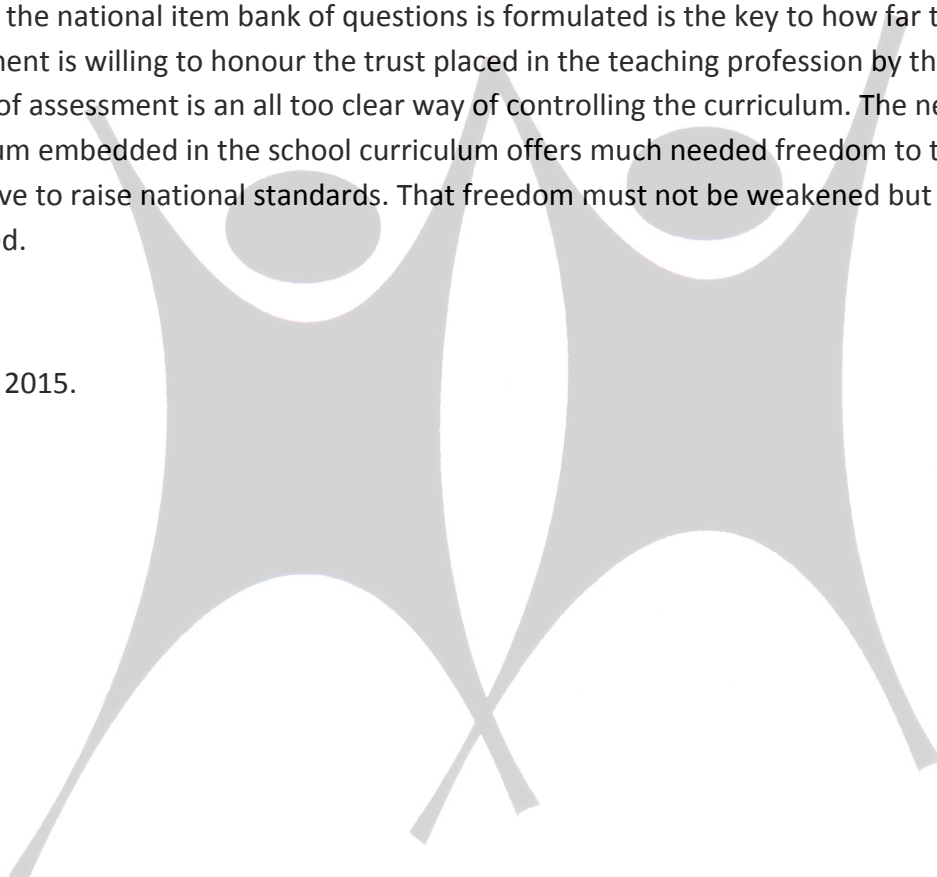 the national item bank of questions is formulated is the key to how far t
ment is willing to honour the trust placed in the teaching profession by th
of assessment is an all too clear way of controlling the curriculum. The ne
um embedded in the school curriculum offers much needed freedom to t
ve to raise national standards. That freedom must not be weakened but
ed.
2015.